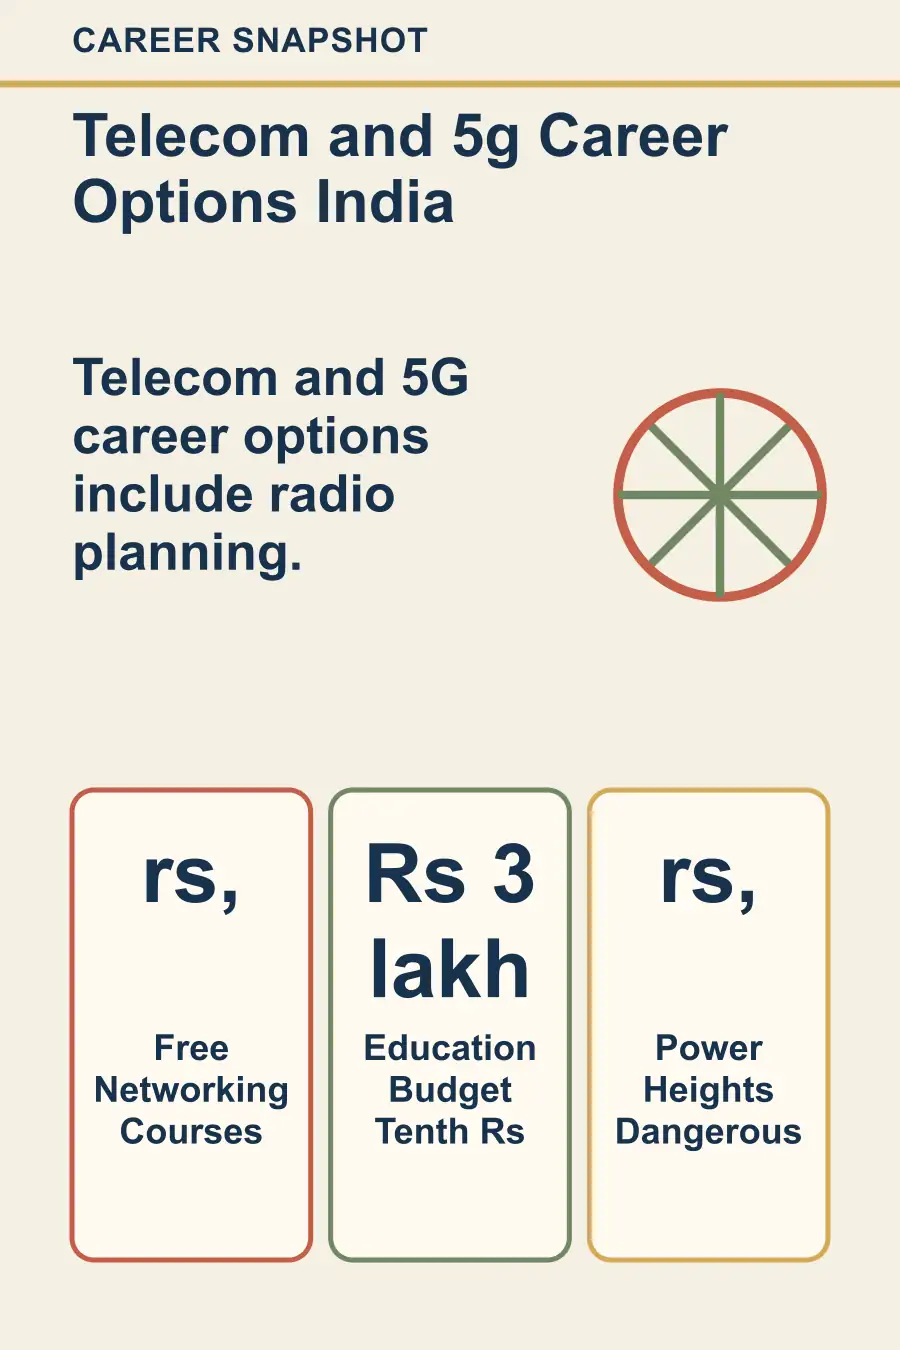 CAREER SNAPSHOT
Telecom and 5g Career
Options India
Telecom and 5G
career options
include radio
planning.
rs,
Free
Networking
Courses
Rs 3
lakh
Education
Budget
Tenth Rs
rs,
Power
Heights
Dangerous